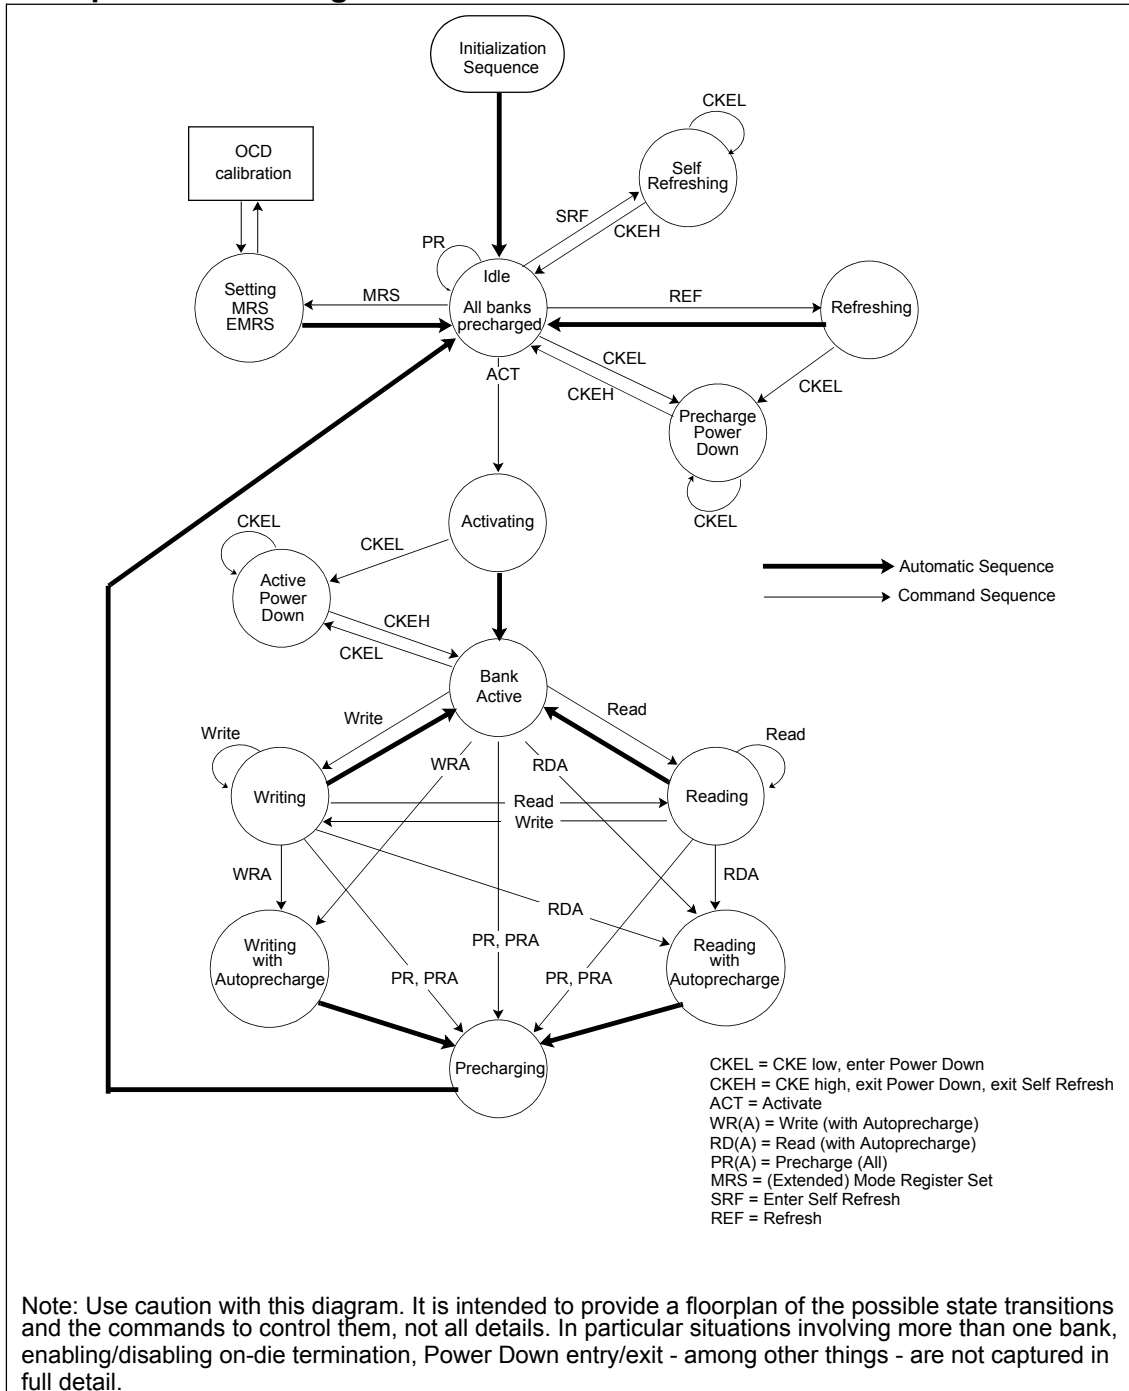 Initialization
Sequence
CKEL
OCD
calibration
Self
Refreshing
SRF
CKEH
PR
Idle
Setting
MRS
EMRS
MRS
All banks
precharged
REF
Refreshing
CKEL
CKEH
CKEL
ACT
Precharge
Power
Down
CKEL
Activating
CKEL
CKEL
Active
Power
Down
Automatic Sequence
Command Sequence
CKEH
CKEL
Bank
Active
Write
Read
Write
Read
WRA
RDA
Writing
Read
Reading
Write
WRA
RDA
RDA
Writing
with
Autoprecharge
PR, PRA
Reading
with
Autoprecharge
PR, PRA
PR, PRA
Precharging
CKEL = CKE low, enter Power Down
CKEH = CKE high, exit Power Down, exit Self Refresh
ACT = Activate
WR(A) = Write (with Autoprecharge)
RD(A) = Read (with Autoprecharge)
PR(A) = Precharge (All)
MRS = (Extended) Mode Register Set
SRF = Enter Self Refresh
REF = Refresh
Note: Use caution with this diagram. It is intended to provide a floorplan of the possible state transitions
and the commands to control them, not all details. In particular situations involving more than one bank,
enabling/disabling on-die termination, Power Down entry/exit - among other things - are not captured in
full detail.